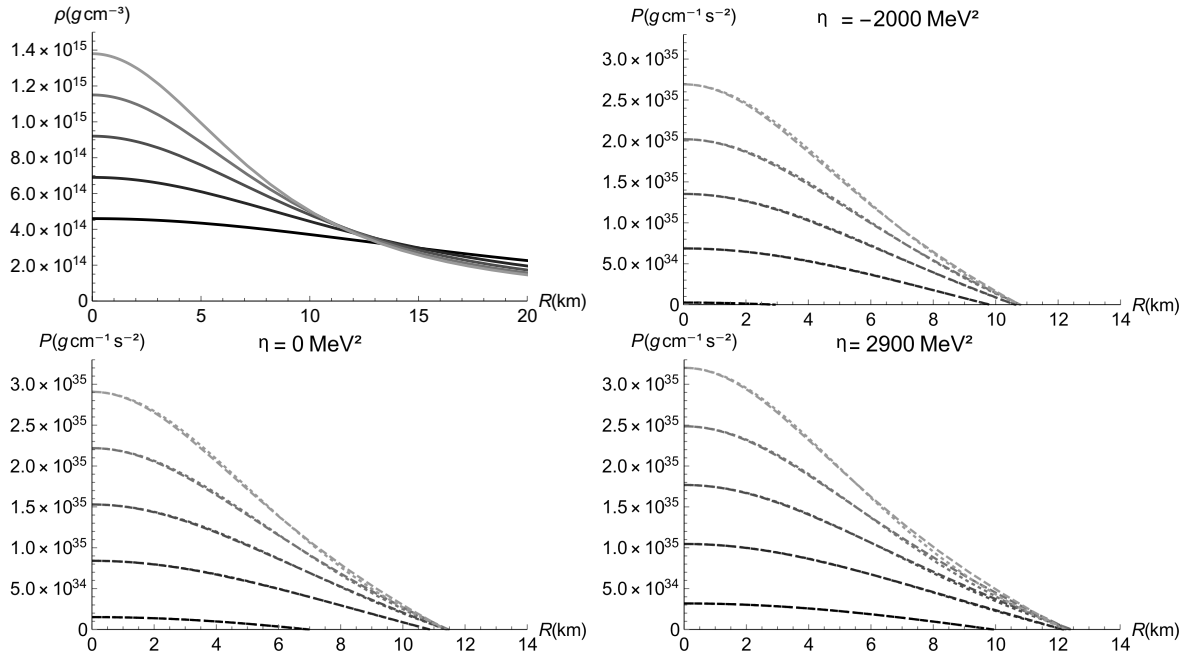 ρ(g cm⁻³)
1.4 × 10¹⁵
1.2 × 10¹⁵
1.0 × 10¹⁵
8.0 × 10¹⁴
6.0 × 10¹⁴
4.0 × 10¹⁴
2.0 × 10¹⁴
0
0 5 10 15 20
R(km)
P(g cm⁻¹ s⁻²)
η = −2000 MeV²
3.0 × 10³⁵
2.5 × 10³⁵
2.0 × 10³⁵
1.5 × 10³⁵
1.0 × 10³⁵
5.0 × 10³⁴
0
0 2 4 6 8 10 12 14
R(km)
P(g cm⁻¹ s⁻²)
η = 0 MeV²
3.0 × 10³⁵
2.5 × 10³⁵
2.0 × 10³⁵
1.5 × 10³⁵
1.0 × 10³⁵
5.0 × 10³⁴
0
0 2 4 6 8 10 12 14
R(km)
P(g cm⁻¹ s⁻²)
η = 2900 MeV²
3.0 × 10³⁵
2.5 × 10³⁵
2.0 × 10³⁵
1.5 × 10³⁵
1.0 × 10³⁵
5.0 × 10³⁴
0
0 2 4 6 8 10 12 14
R(km)